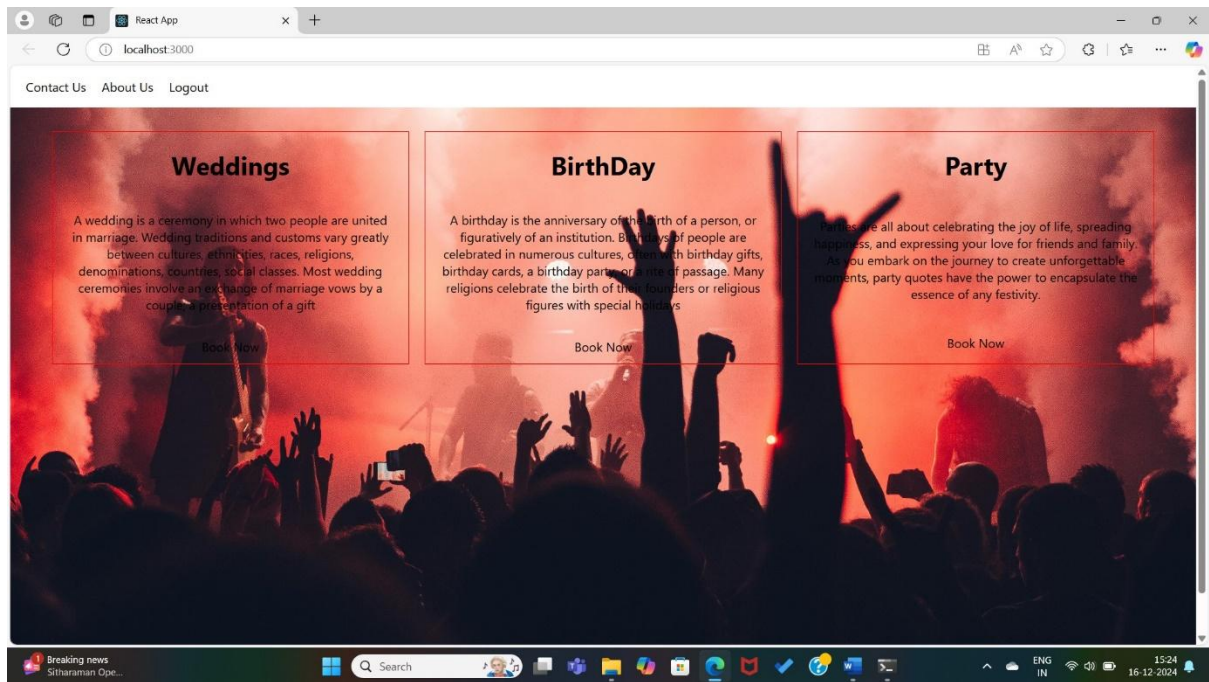 React App
localhost:3000
Contact Us About Us Logout
Weddings
A wedding is a ceremony in which two people are united
in marriage. Wedding traditions and customs vary greatly
between cultures, ethnicities, races, religions,
denominations, countries, social classes. Most wedding
ceremonies involve an exchange of marriage vows by a
couple, a presentation of a gift
Book Now
BirthDay
A birthday is the anniversary of the birth of a person, or
figuratively of an institution. Birthdays of people are
celebrated in numerous cultures, often with birthday gifts,
birthday cards, a birthday party, or a rite of passage. Many
religions celebrate the birth of their founders or religious
figures with special holidays
Book Now
Party
Parties are all about celebrating the joy of life, spreading
happiness, and expressing your love for friends and family.
As you embark on the journey to create unforgettable
moments, party quotes have the power to encapsulate the
essence of any festivity.
Book Now
1
Breaking news
Sitharaman Ope...
Search
ENG
IN
15:24
16-12-2024